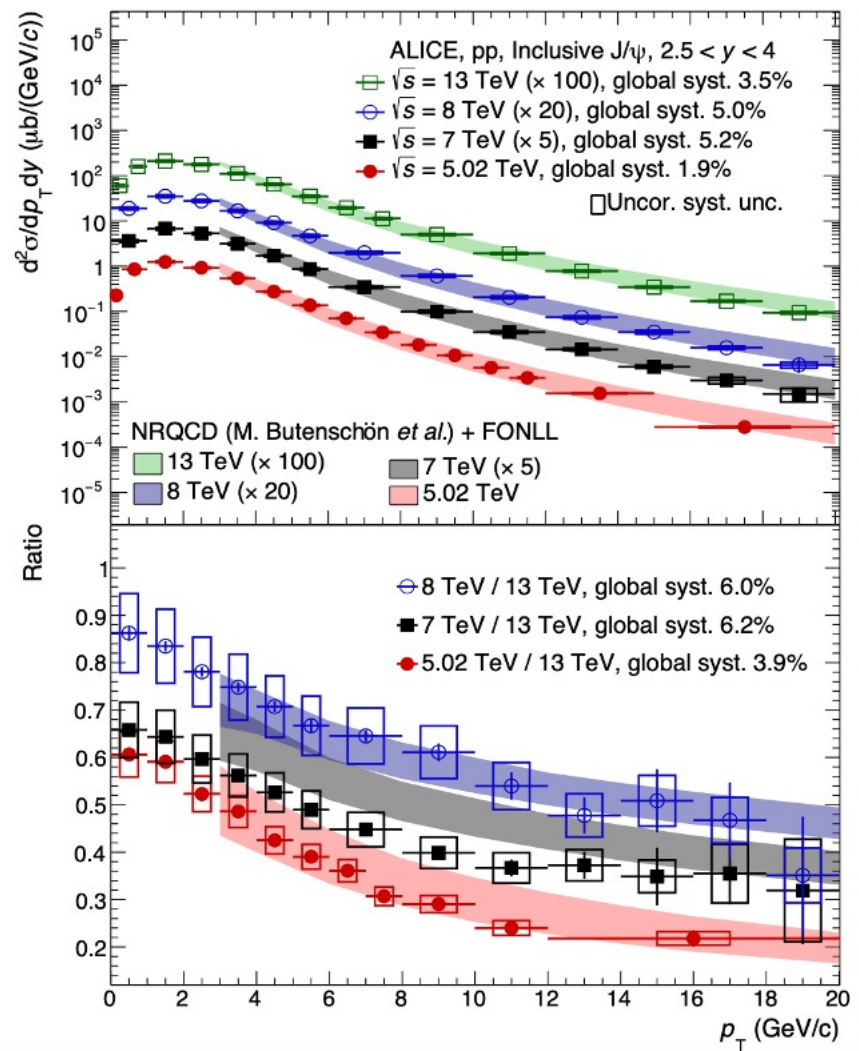 ALICE, pp, Inclusive J/ψ, 2.5 < y < 4
√s = 13 TeV (× 100), global syst. 3.5%
√s = 8 TeV (× 20), global syst. 5.0%
√s = 7 TeV (× 5), global syst. 5.2%
√s = 5.02 TeV, global syst. 1.9%
Uncor. syst. unc.
d²σ/dp_T dy (μb/(GeV/c))
10⁵
10⁴
10³
10²
10
1
10⁻¹
10⁻²
10⁻³
10⁻⁴
10⁻⁵
NRQCD (M. Butenschön et al.) + FONLL
13 TeV (× 100)
7 TeV (× 5)
8 TeV (× 20)
5.02 TeV
Ratio
1
0.9
0.8
0.7
0.6
0.5
0.4
0.3
0.2
8 TeV / 13 TeV, global syst. 6.0%
7 TeV / 13 TeV, global syst. 6.2%
5.02 TeV / 13 TeV, global syst. 3.9%
0 2 4 6 8 10 12 14 16 18 20
p_T (GeV/c)